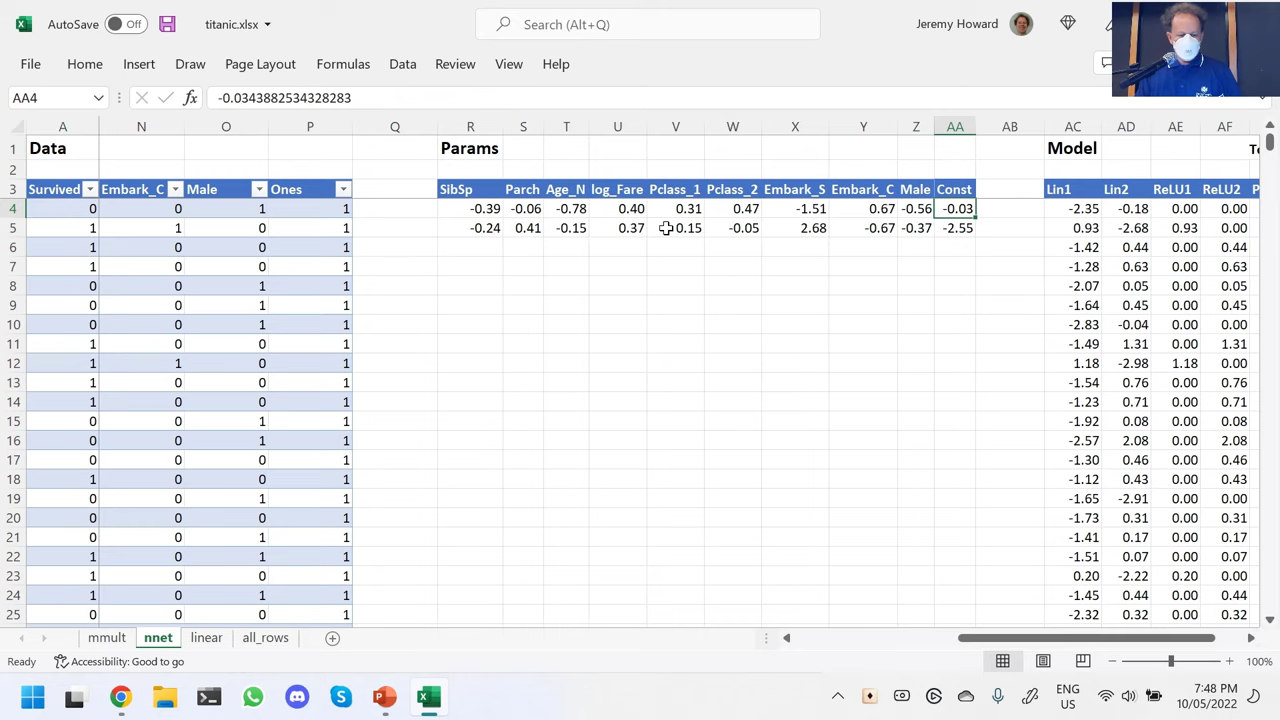 AutoSave Off titanic.xlsx Search (Alt+Q) Jeremy Howard
File Home Insert Draw Page Layout Formulas Data Review View Help
AA4 fx -0.0343882534328283
A N O P Q R S T U V W X Y Z AA AB AC AD AE AF
1 Data Params Model
2
3 Survived Embark_C Male Ones SibSp Parch Age_N log_Fare Pclass_1 Pclass_2 Embark_S Embark_C Male Const Lin1 Lin2 ReLU1 ReLU2
4 0 0 1 1 -0.39 -0.06 -0.78 0.40 0.31 0.47 -1.51 0.67 -0.56 -0.03 -2.35 -0.18 0.00 0.00
5 1 1 0 1 -0.24 0.41 -0.15 0.37 0.15 -0.05 2.68 -0.67 -0.37 -2.55 0.93 -2.68 0.93 0.00
6 1 0 0 1 -1.42 0.44 0.00 0.44
7 1 0 0 1 -1.28 0.63 0.00 0.63
8 0 0 1 1 -2.07 0.05 0.00 0.05
9 0 0 1 1 -1.64 0.45 0.00 0.45
10 0 0 1 1 -2.83 -0.04 0.00 0.00
11 1 0 0 1 -1.49 1.31 0.00 1.31
12 1 1 0 1 1.18 -2.98 1.18 0.00
13 1 0 0 1 -1.54 0.76 0.00 0.76
14 1 0 0 1 -1.23 0.71 0.00 0.71
15 0 0 1 1 -1.92 0.08 0.00 0.08
16 0 0 1 1 -2.57 2.08 0.00 2.08
17 0 0 0 1 -1.30 0.46 0.00 0.46
18 1 0 0 1 -1.12 0.43 0.00 0.43
19 0 0 1 1 -1.65 -2.91 0.00 0.00
20 0 0 0 1 -1.73 0.31 0.00 0.31
21 0 0 1 1 -1.41 0.17 0.00 0.17
22 1 0 1 1 -1.51 0.07 0.00 0.07
23 1 0 0 1 0.20 -2.22 0.20 0.00
24 1 0 1 1 -1.45 0.44 0.00 0.44
25 0 0 0 1 -2.32 0.32 0.00 0.32
mmult nnet linear all_rows
Ready Accessibility: Good to go 100%
ENG 7:48 PM
US 10/05/2022